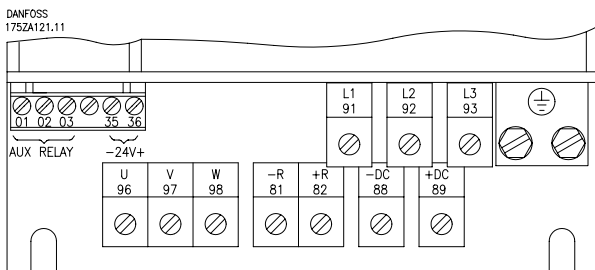 DANFOSS
175ZA121.11
L1 L2 L3
91 92 93
01 02 03 35 36
AUX RELAY −24V+
U V W −R +R −DC +DC
96 97 98 81 82 88 89